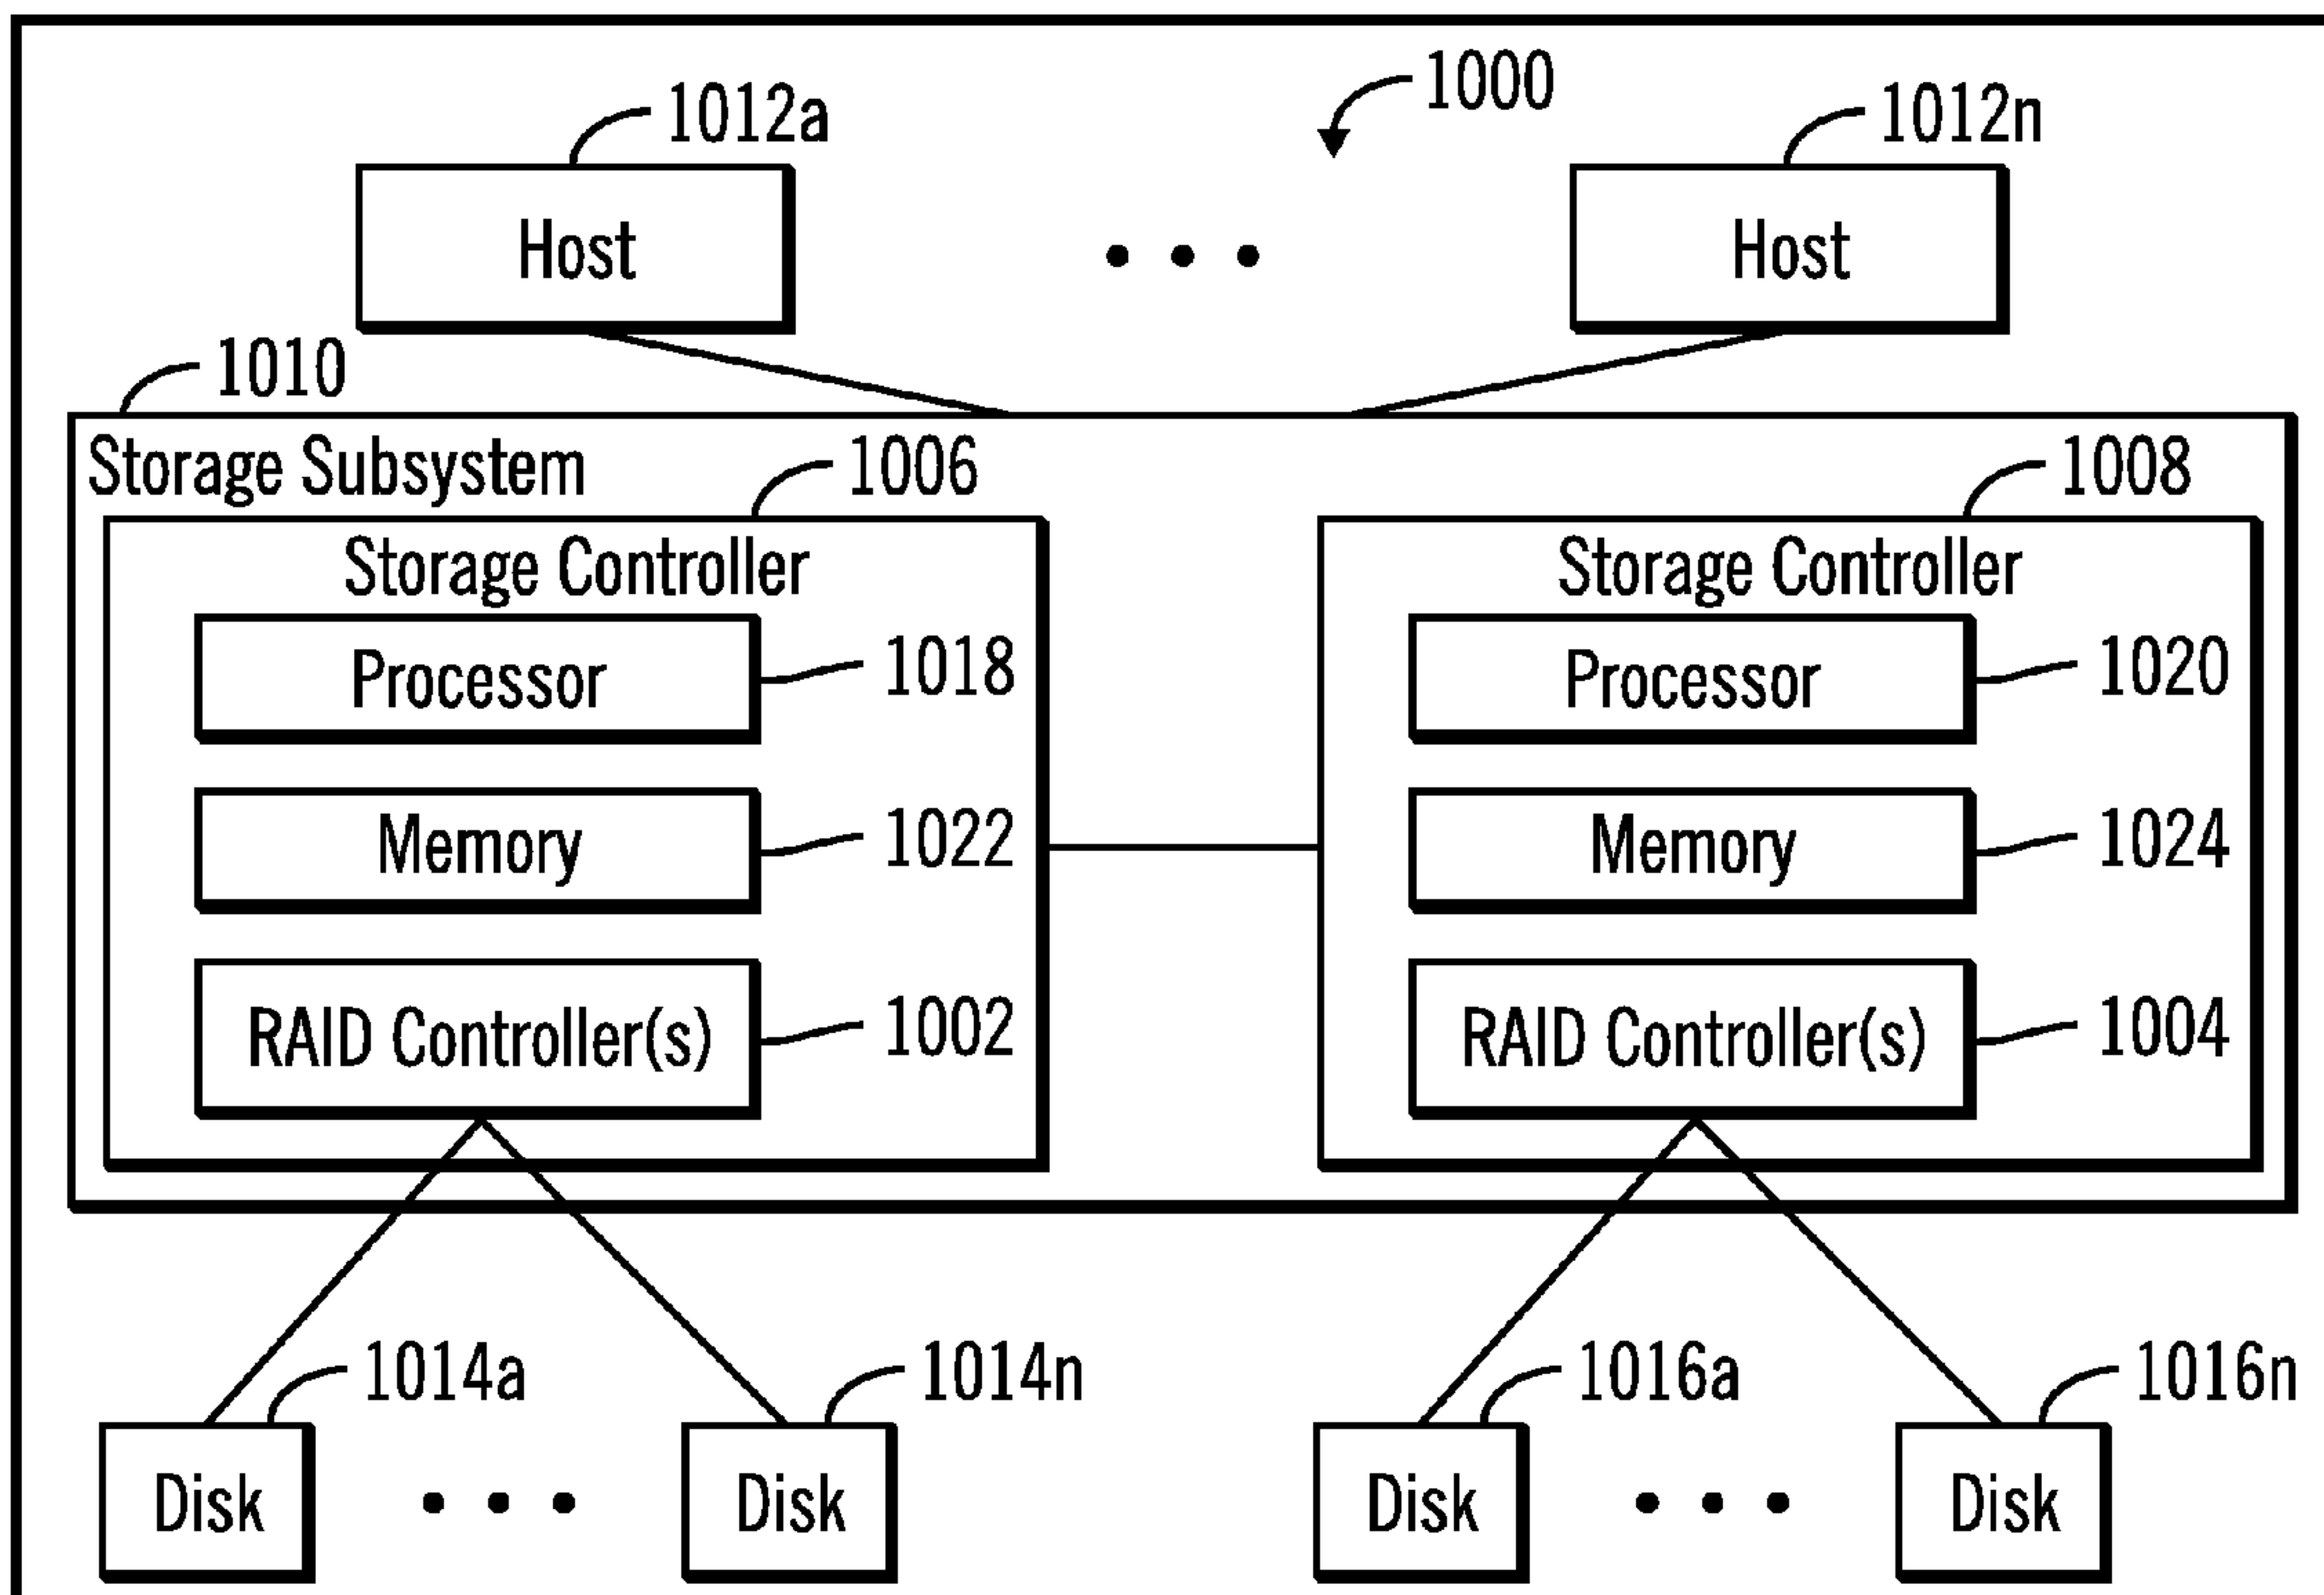 1000
1012a
1012n
Host
Host
1010
Storage Subsystem
1006
1008
Storage Controller
Storage Controller
Processor
1018
Processor
1020
Memory
1022
Memory
1024
RAID Controller(s)
1002
RAID Controller(s)
1004
1014a
1014n
1016a
1016n
Disk
Disk
Disk
Disk